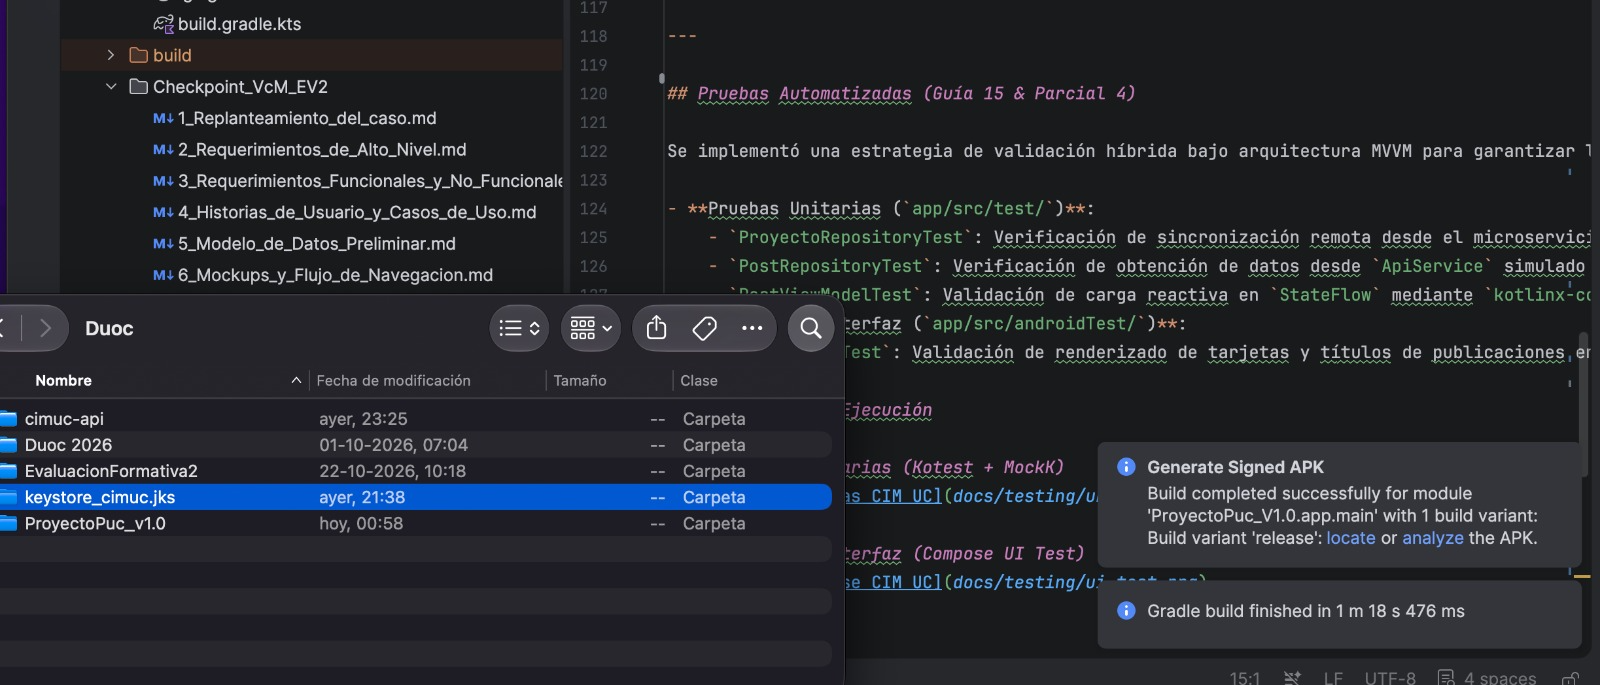 build.gradle.kts
build
Checkpoint_VcM_EV2
M↓ 1_Replanteamiento_del_caso.md
M↓ 2_Requerimientos_de_Alto_Nivel.md
M↓ 3_Requerimientos_Funcionales_y_No_Funcionale
M↓ 4_Historias_de_Usuario_y_Casos_de_Uso.md
M↓ 5_Modelo_de_Datos_Preliminar.md
M↓ 6_Mockups_y_Flujo_de_Navegacion.md
117
118 ---
119
120 ## Pruebas Automatizadas (Guía 15 & Parcial 4)
121
122 Se implementó una estrategia de validación híbrida bajo arquitectura MVVM para garantizar
123
124 - **Pruebas Unitarias (`app/src/test/`)**:
125 - `ProyectoRepositoryTest`: Verificación de sincronización remota desde el microservici
126 - `PostRepositoryTest`: Verificación de obtención de datos desde `ApiService` simulado
PostViewModelTest`: Validación de carga reactiva en `StateFlow` mediante `kotlinx-co
terfaz (`app/src/androidTest/`)**:
Test`: Validación de renderizado de tarjetas y títulos de publicaciones en
Ejecución
arias (Kotest + MockK)
as CIM UC](docs/testing/u
terfaz (Compose UI Test)
se CIM UC](docs/testing/ui_test.png)
Duoc
Nombre Fecha de modificación Tamaño Clase
cimuc-api ayer, 23:25 -- Carpeta
Duoc 2026 01-10-2026, 07:04 -- Carpeta
EvaluacionFormativa2 22-10-2026, 10:18 -- Carpeta
keystore_cimuc.jks ayer, 21:38 -- Carpeta
ProyectoPuc_v1.0 hoy, 00:58 -- Carpeta
Generate Signed APK
Build completed successfully for module
'ProyectoPuc_V1.0.app.main' with 1 build variant:
Build variant 'release': locate or analyze the APK.
Gradle build finished in 1 m 18 s 476 ms
15:1 LF UTF-8 4 spaces